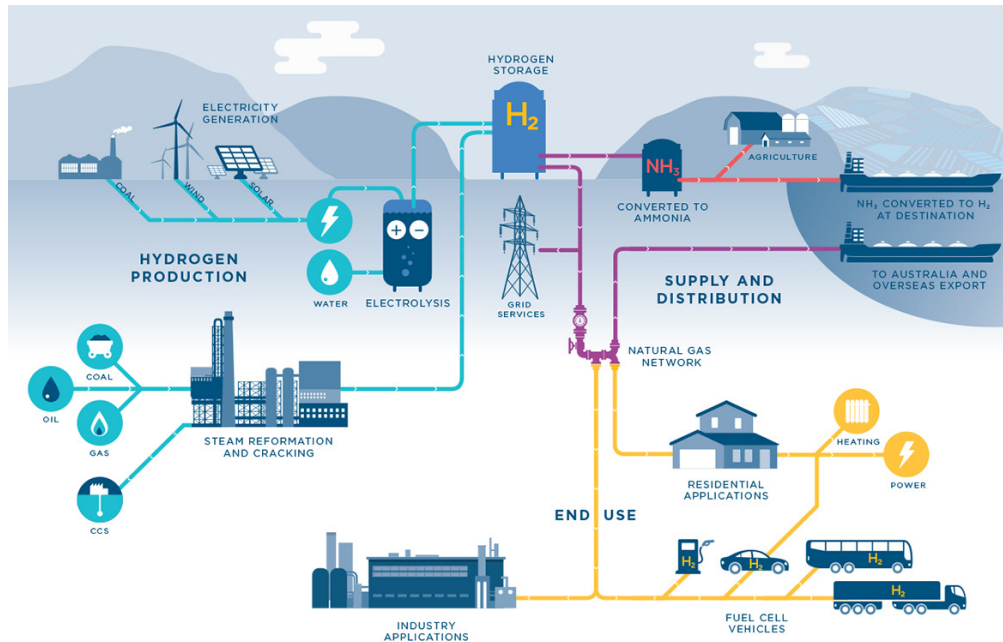 HYDROGEN
STORAGE
H₂
ELECTRICITY
GENERATION
COAL
WIND
SOLAR
AGRICULTURE
NH₃
CONVERTED TO
AMMONIA
NH₃ CONVERTED TO H₂
AT DESTINATION
HYDROGEN
PRODUCTION
WATER
ELECTROLYSIS
GRID
SERVICES
SUPPLY AND
DISTRIBUTION
TO AUSTRALIA AND
OVERSEAS EXPORT
NATURAL GAS
NETWORK
COAL
OIL
GAS
STEAM REFORMATION
AND CRACKING
CCS
HEATING
POWER
RESIDENTIAL
APPLICATIONS
END USE
H₂
H₂
H₂
H₂
INDUSTRY
APPLICATIONS
FUEL CELL
VEHICLES